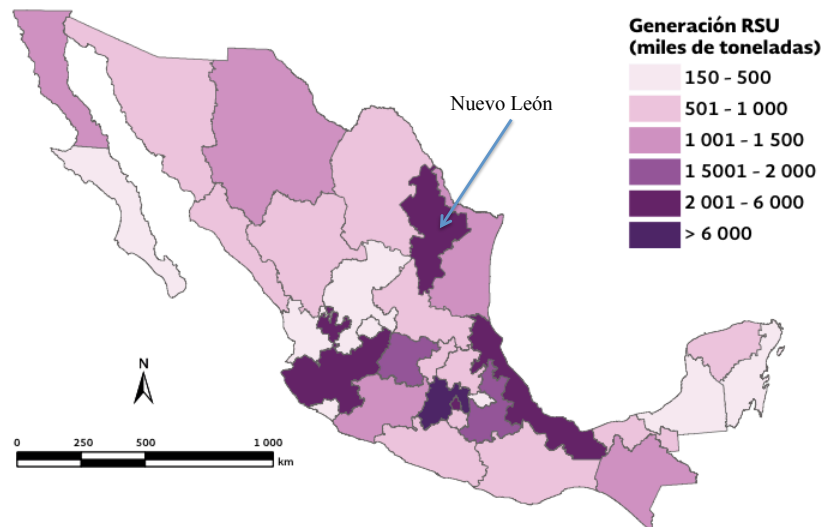 Generación RSU
(miles de toneladas)
150 - 500
501 - 1 000
1 001 - 1 500
1 5001 - 2 000
2 001 - 6 000
> 6 000
Nuevo León
N
0 250 500 1 000
km